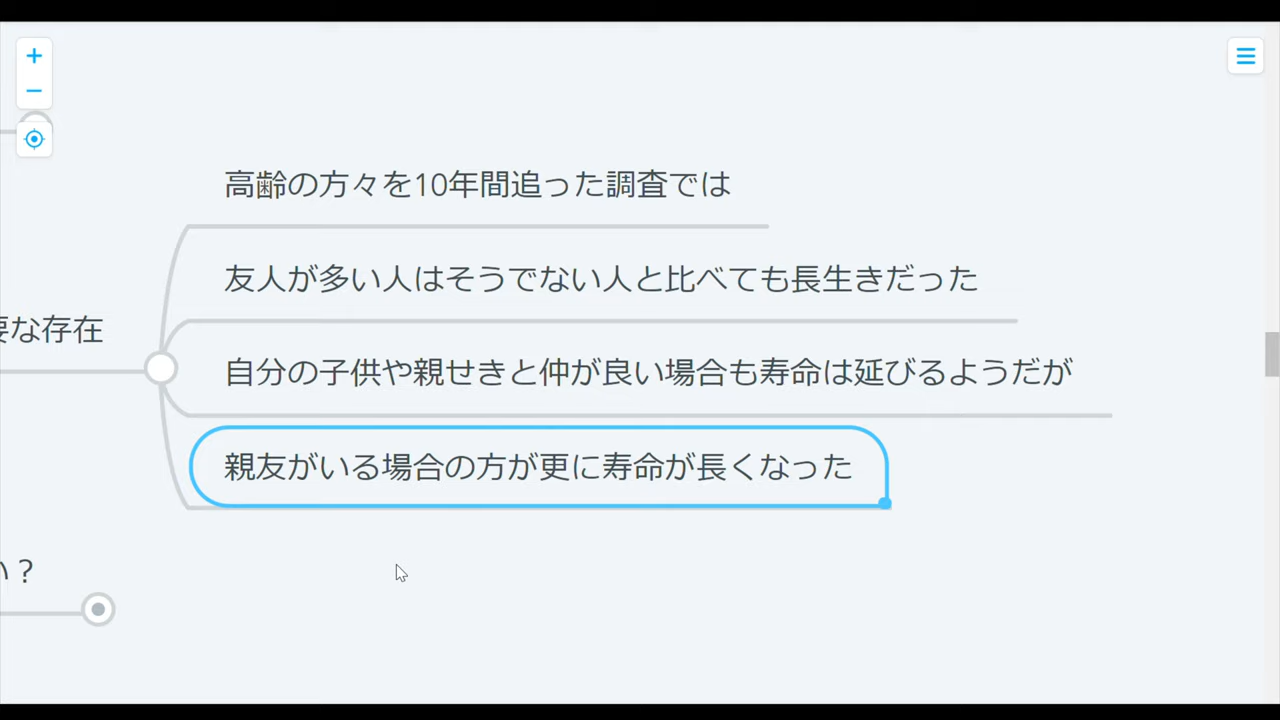 高齢の方々を10年間追った調査では
友人が多い人はそうでない人と比べても長生きだった
要な存在
自分の子供や親せきと仲が良い場合も寿命は延びるようだが
親友がいる場合の方が更に寿命が長くなった
い？